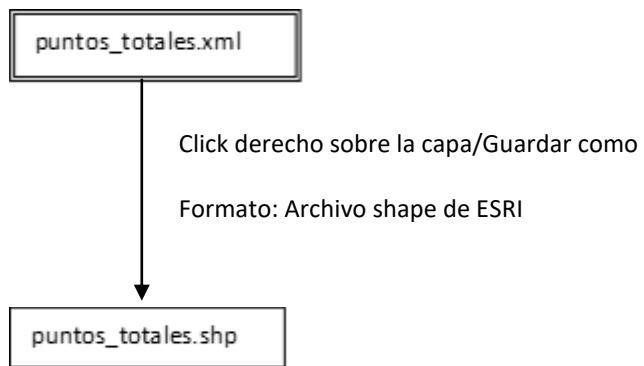 puntos_totales.xml
Click derecho sobre la capa/Guardar como
Formato: Archivo shape de ESRI
puntos_totales.shp